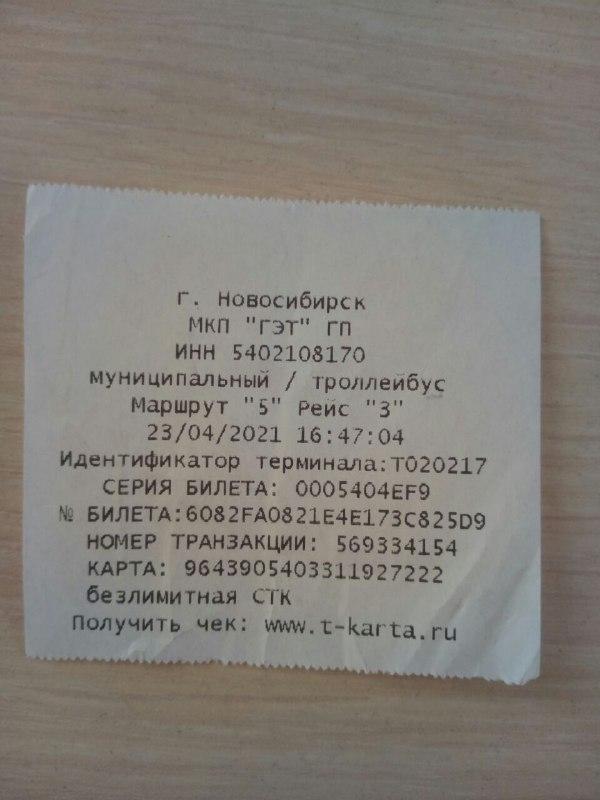 г. Новосибирск
МКП "ГЭТ" ГП
ИНН 5402108170
муниципальный / троллейбус
Маршрут "5" Рейс "3"
23/04/2021 16:47:04
Идентификатор терминала:Т020217
СЕРИЯ БИЛЕТА: 0005404EF9
№ БИЛЕТА:6082FA0821E4E173C825D9
НОМЕР ТРАНЗАКЦИИ: 569334154
КАРТА: 9643905403311927222
безлимитная СТК
Получить чек: www.t-karta.ru